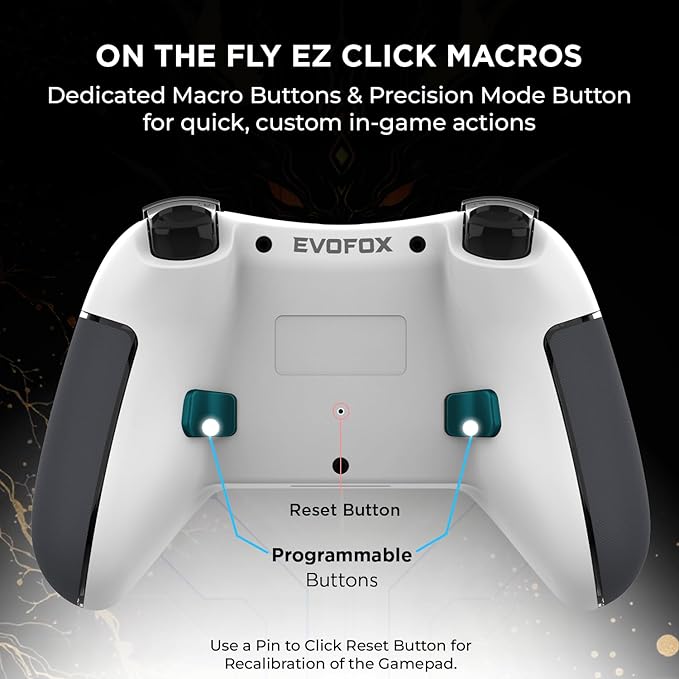 ON THE FLY EZ CLICK MACROS
Dedicated Macro Buttons & Precision Mode Button
for quick, custom in-game actions
EVOFOX
Reset Button
Programmable
Buttons
Use a Pin to Click Reset Button for
Recalibration of the Gamepad.